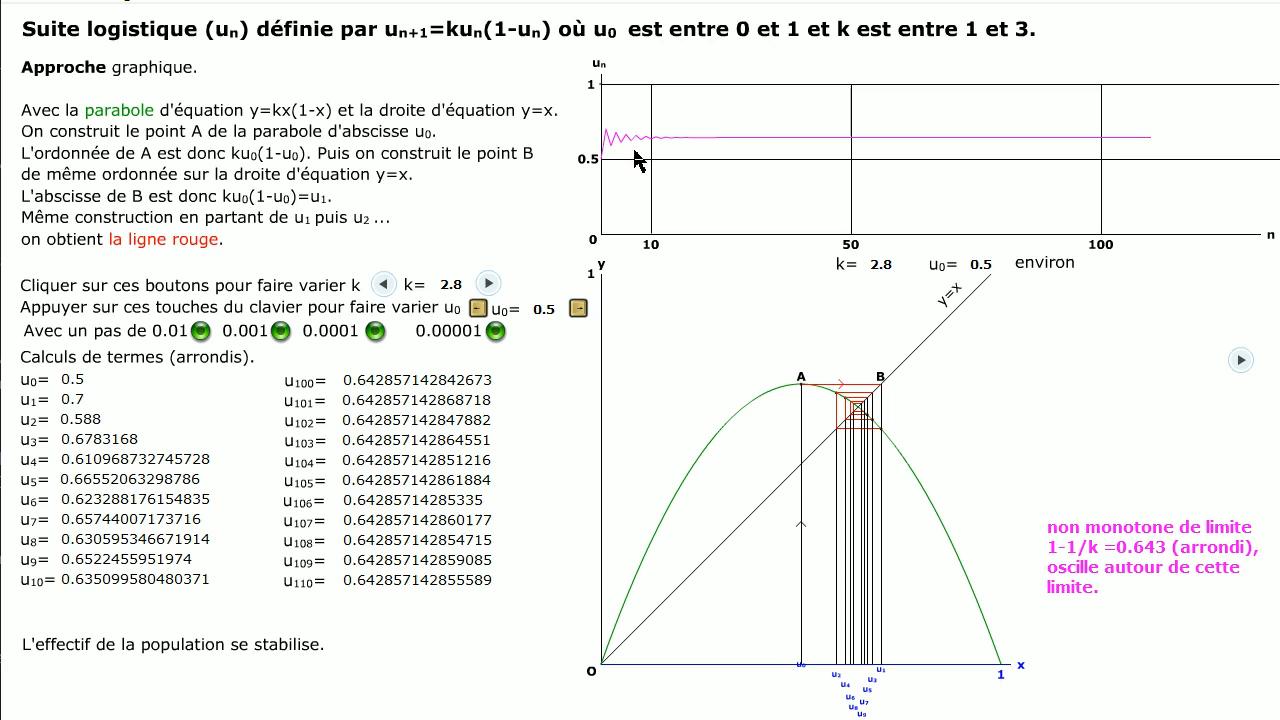 Suite logistique (uₙ) définie par uₙ₊₁=kuₙ(1-uₙ) où u₀ est entre 0 et 1 et k est entre 1 et 3.
Approche graphique.
Avec la parabole d'équation y=kx(1-x) et la droite d'équation y=x.
On construit le point A de la parabole d'abscisse u₀.
L'ordonnée de A est donc ku₀(1-u₀). Puis on construit le point B
de même ordonnée sur la droite d'équation y=x.
L'abscisse de B est donc ku₀(1-u₀)=u₁.
Même construction en partant de u₁ puis u₂ ...
on obtient la ligne rouge.
Cliquer sur ces boutons pour faire varier k k= 2.8
Appuyer sur ces touches du clavier pour faire varier u₀ u₀= 0.5
Avec un pas de 0.01 0.001 0.0001 0.00001
Calculs de termes (arrondis).
u₀= 0.5
u₁= 0.7
u₂= 0.588
u₃= 0.6783168
u₄= 0.610968732745728
u₅= 0.66552063298786
u₆= 0.623288176154835
u₇= 0.65744007173716
u₈= 0.630595346671914
u₉= 0.6522455951974
u₁₀= 0.635099580480371
u₁₀₀= 0.642857142842673
u₁₀₁= 0.642857142868718
u₁₀₂= 0.642857142847882
u₁₀₃= 0.642857142864551
u₁₀₄= 0.642857142851216
u₁₀₅= 0.642857142861884
u₁₀₆= 0.64285714285335
u₁₀₇= 0.642857142860177
u₁₀₈= 0.642857142854715
u₁₀₉= 0.642857142859085
u₁₁₀= 0.642857142855589
L'effectif de la population se stabilise.
uₙ
1
0.5
0
10 50 100 n
k= 2.8 u₀= 0.5 environ
y
1
y=x
A B
non monotone de limite
1-1/k =0.643 (arrondi),
oscille autour de cette
limite.
O
1 x
u₀
u₁
u₂
u₃
u₄
u₅
u₆
u₇
u₈
u₉